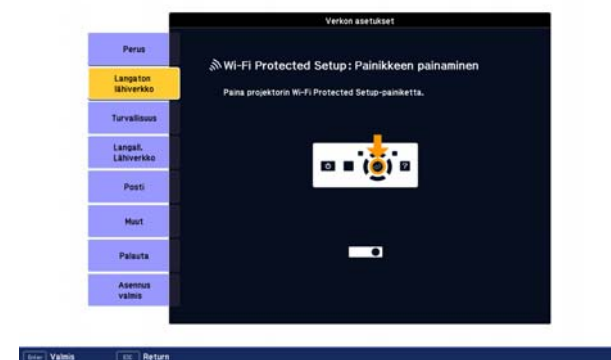 Verkon asetukset
Perus
Langaton
lähiverkko
Turvallisuus
Langall.
Lähiverkko
Posti
Muut
Palauta
Asennus
valmis
Wi-Fi Protected Setup: Painikkeen painaminen
Paina projektorin Wi-Fi Protected Setup-painiketta.
?
Enter Valmis
ESC Return